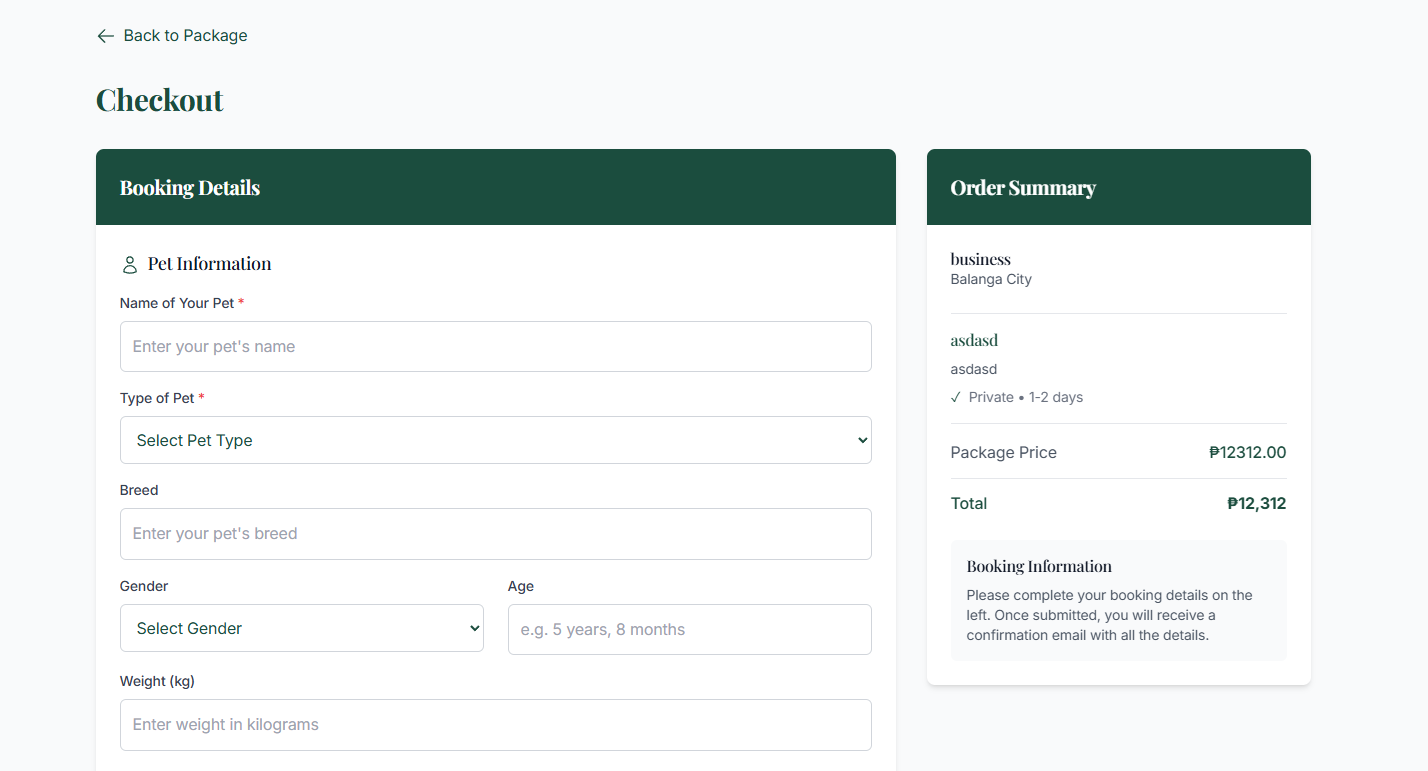 Back to Package
Checkout
Booking Details
Pet Information
Name of Your Pet *
Enter your pet's name
Type of Pet *
Select Pet Type
Breed
Enter your pet's breed
Gender
Age
Select Gender
e.g. 5 years, 8 months
Weight (kg)
Enter weight in kilograms
Order Summary
business
Balanga City
asdasd
asdasd
✓ Private • 1-2 days
Package Price ₱12312.00
Total ₱12,312
Booking Information
Please complete your booking details on the
left. Once submitted, you will receive a
confirmation email with all the details.